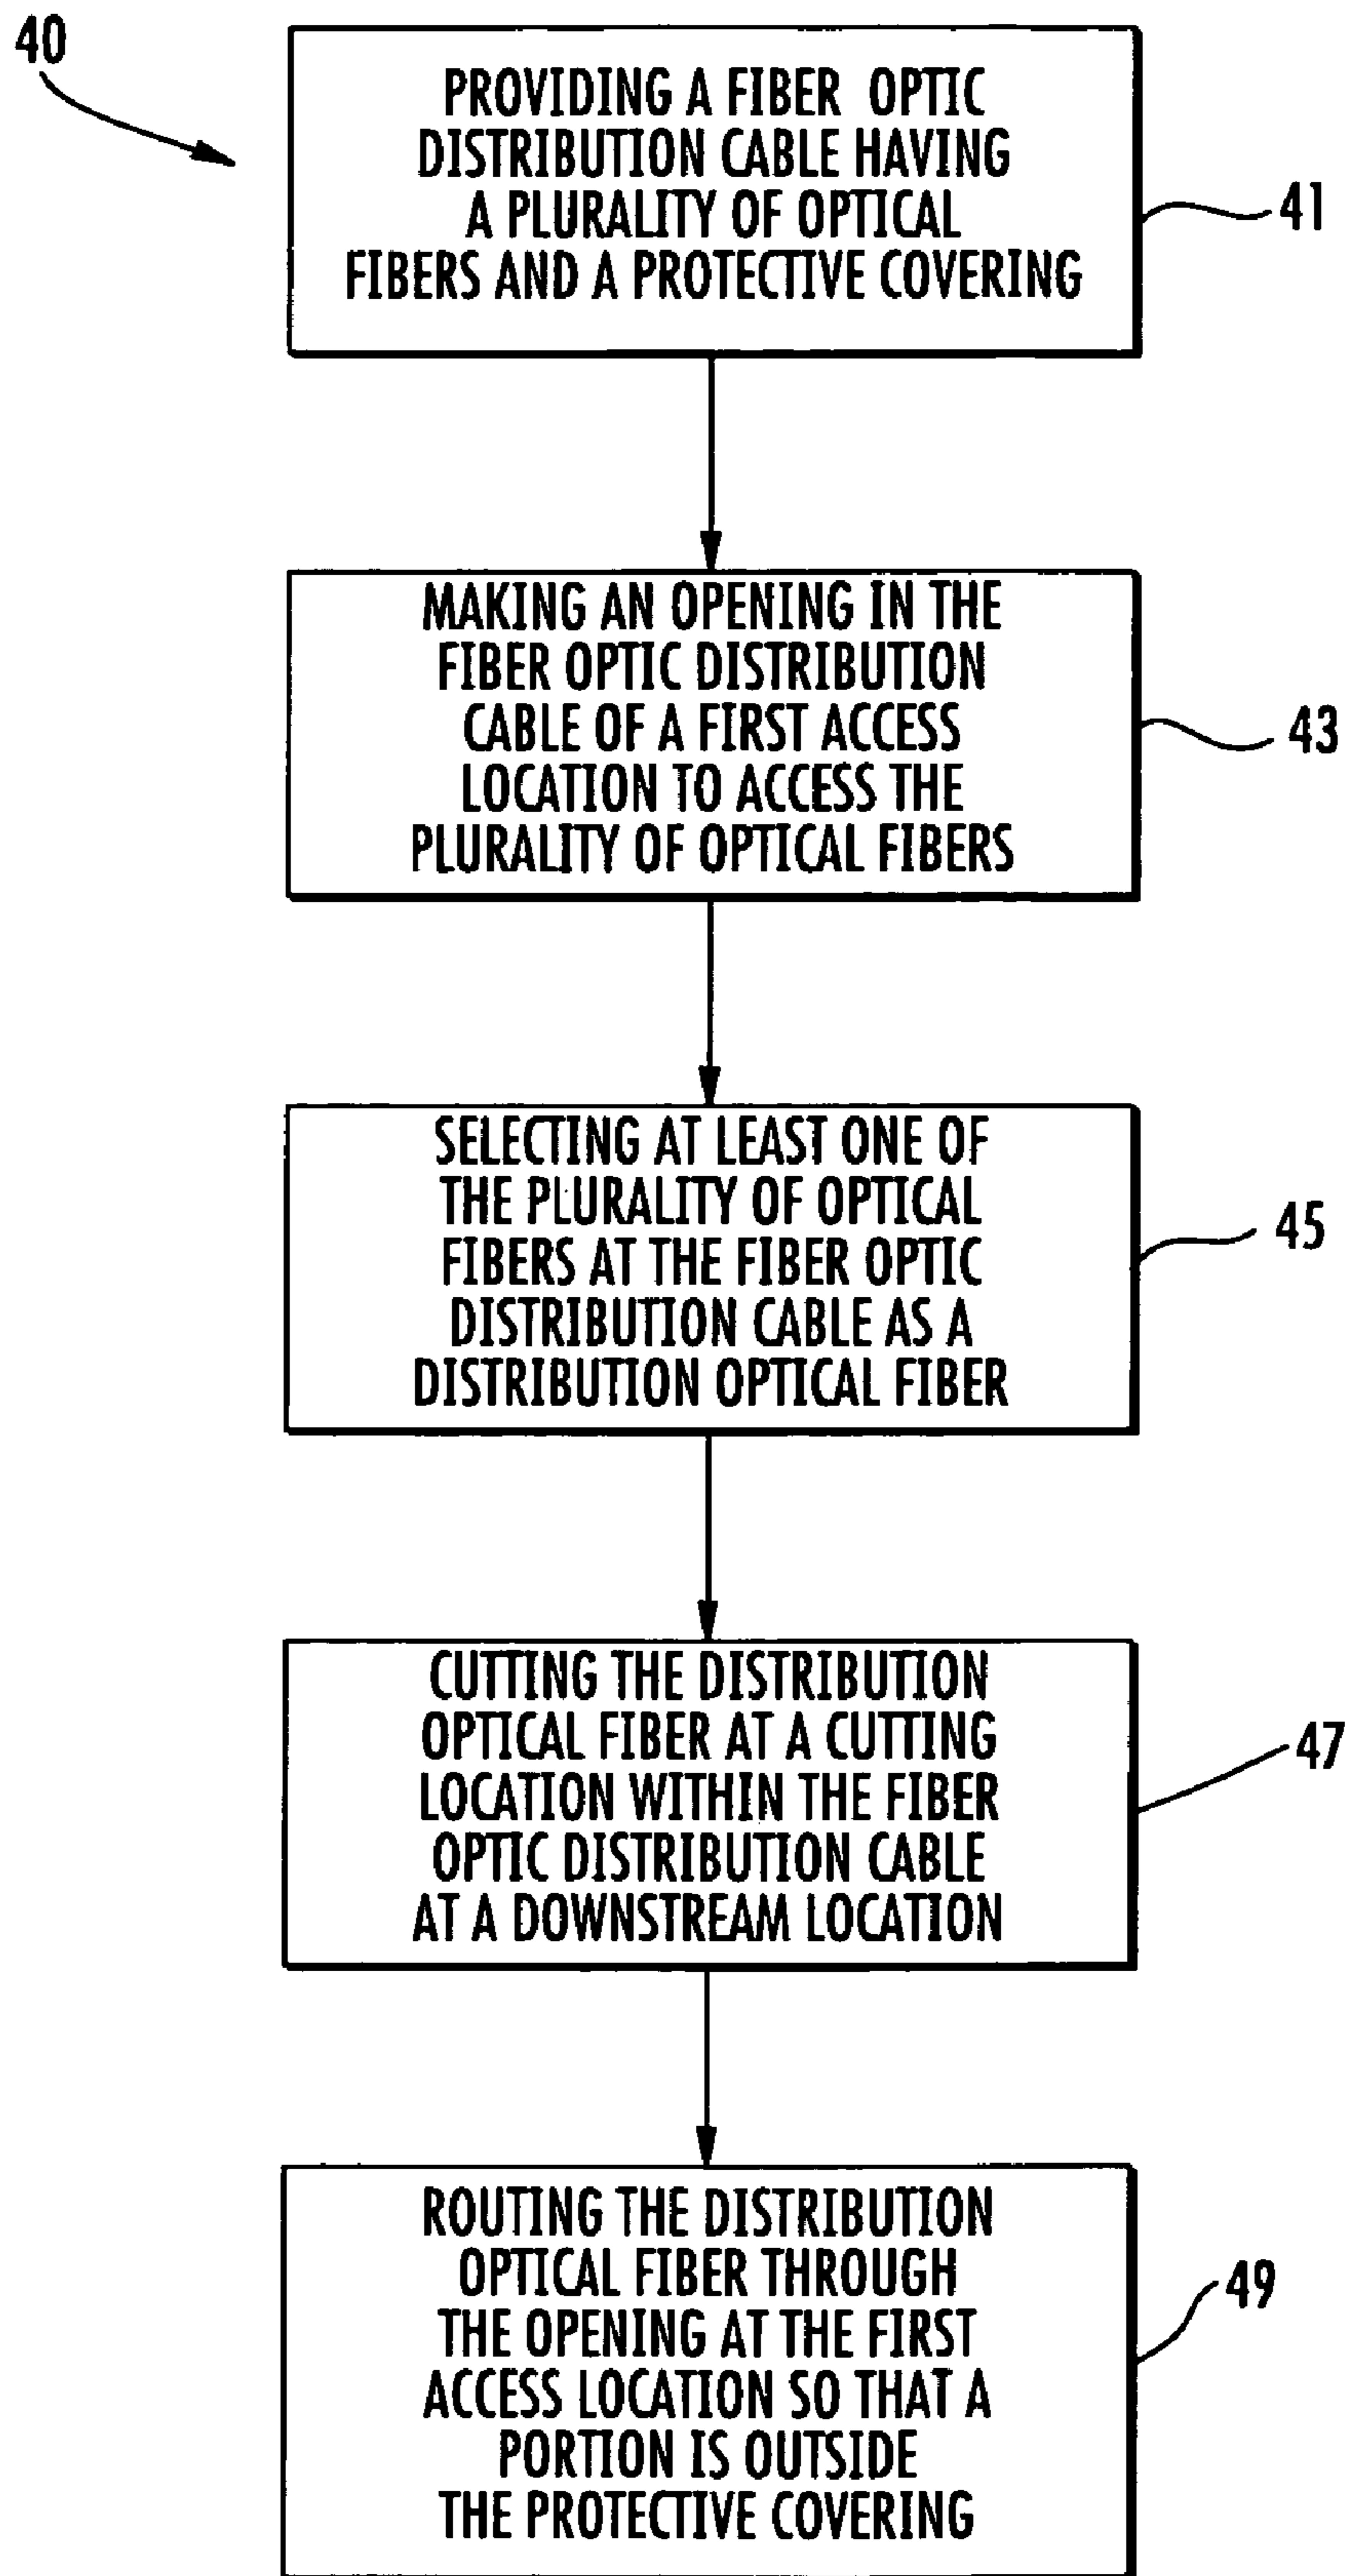 40
PROVIDING A FIBER OPTIC
DISTRIBUTION CABLE HAVING
A PLURALITY OF OPTICAL
FIBERS AND A PROTECTIVE COVERING
41
MAKING AN OPENING IN THE
FIBER OPTIC DISTRIBUTION
CABLE OF A FIRST ACCESS
LOCATION TO ACCESS THE
PLURALITY OF OPTICAL FIBERS
43
SELECTING AT LEAST ONE OF
THE PLURALITY OF OPTICAL
FIBERS AT THE FIBER OPTIC
DISTRIBUTION CABLE AS A
DISTRIBUTION OPTICAL FIBER
45
CUTTING THE DISTRIBUTION
OPTICAL FIBER AT A CUTTING
LOCATION WITHIN THE FIBER
OPTIC DISTRIBUTION CABLE
AT A DOWNSTREAM LOCATION
47
ROUTING THE DISTRIBUTION
OPTICAL FIBER THROUGH
THE OPENING AT THE FIRST
ACCESS LOCATION SO THAT A
PORTION IS OUTSIDE
THE PROTECTIVE COVERING
49